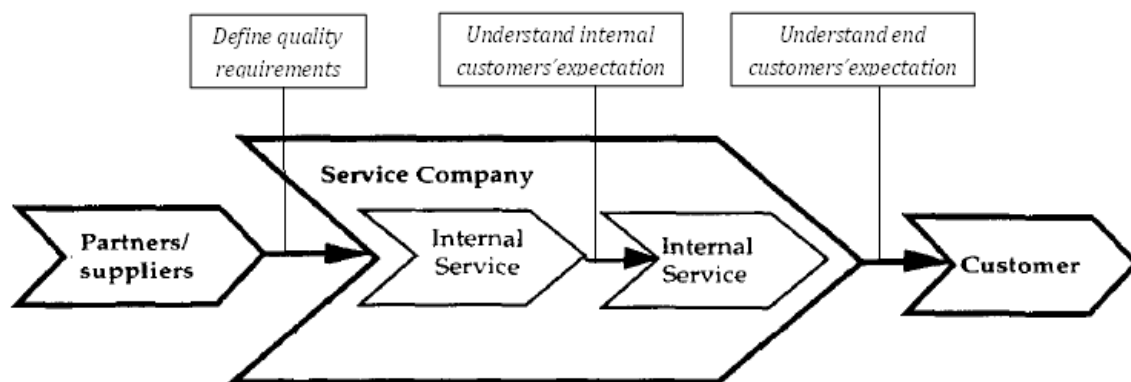 Define quality
requirements
Understand internal
customers'expectation
Understand end
customers'expectation
Service Company
Partners/
suppliers
Internal
Service
Internal
Service
Customer